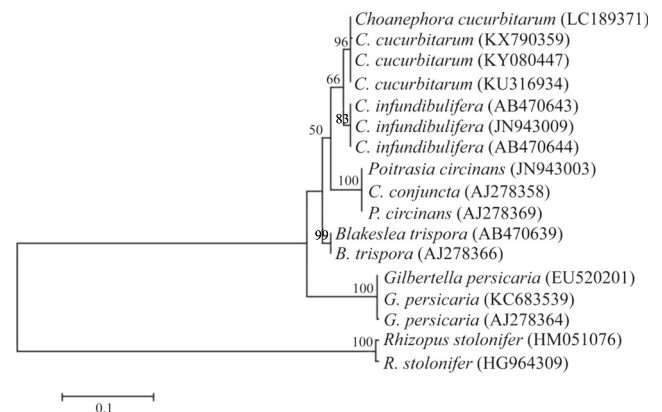 Choanephora cucurbitarum (LC189371)
96
C. cucurbitarum (KX790359)
C. cucurbitarum (KY080447)
66
C. cucurbitarum (KU316934)
C. infundibulifera (AB470643)
83
C. infundibulifera (JN943009)
50
C. infundibulifera (AB470644)
Poitrasia circinans (JN943003)
100
C. conjuncta (AJ278358)
P. circinans (AJ278369)
99
Blakeslea trispora (AB470639)
B. trispora (AJ278366)
Gilbertella persicaria (EU520201)
100
G. persicaria (KC683539)
G. persicaria (AJ278364)
100
Rhizopus stolonifer (HM051076)
R. stolonifer (HG964309)
0.1